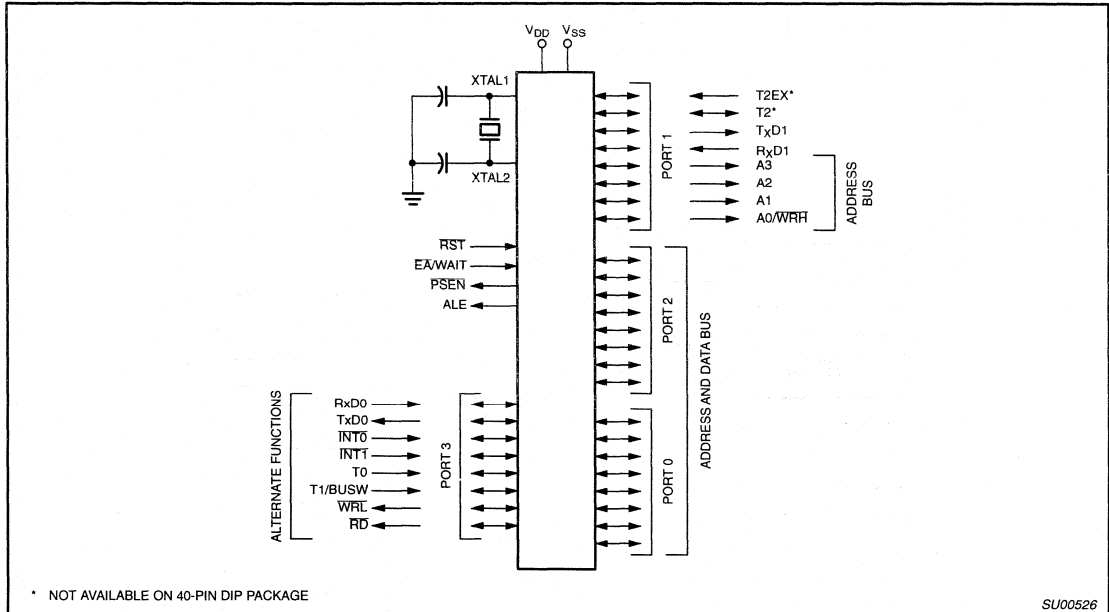 VDD VSS
XTAL1
XTAL2
RST
EA/WAIT
PSEN
ALE
ALTERNATE FUNCTIONS
RxD0
TxD0
INT0
INT1
T0
T1/BUSW
WRL
RD
PORT 3
PORT 1
T2EX*
T2*
TXD1
RXD1
A3
A2
A1
A0/WRH
ADDRESS
BUS
PORT 2
PORT 0
ADDRESS AND DATA BUS
* NOT AVAILABLE ON 40-PIN DIP PACKAGE
SU00526